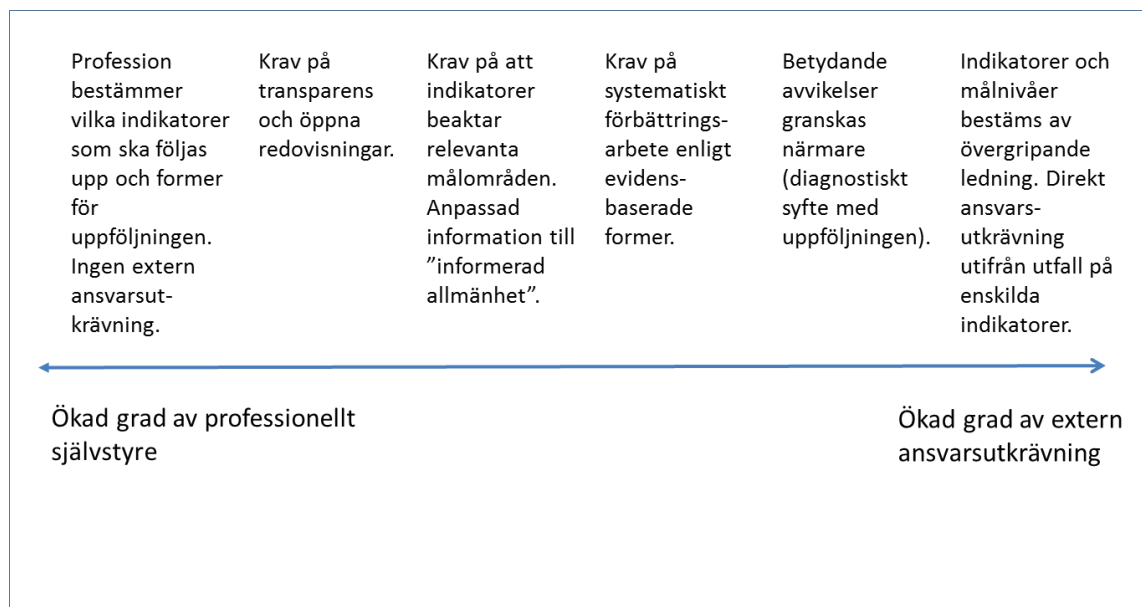 Profession
bestämmer
vilka indikatorer
som ska följas
upp och former
för
uppföljningen.
Ingen extern
ansvarsut-
krävning.
Krav på
transparens
och öppna
redovisningar.
Krav på att
indikatorer
beaktar
relevanta
målområden.
Anpassad
information till
”informerad
allmänhet”.
Krav på
systematiskt
förbättrings-
arbete enligt
evidens-
baserade
former.
Betydande
avvikelser
granskas
närmare
(diagnostiskt
syfte med
uppföljningen).
Indikatorer och
målnivåer
bestäms av
övergripande
ledning. Direkt
ansvars-
utkrävning
utifrån utfall på
enskilda
indikatorer.
Ökad grad av professionellt
självstyre
Ökad grad av extern
ansvarsutkrävning